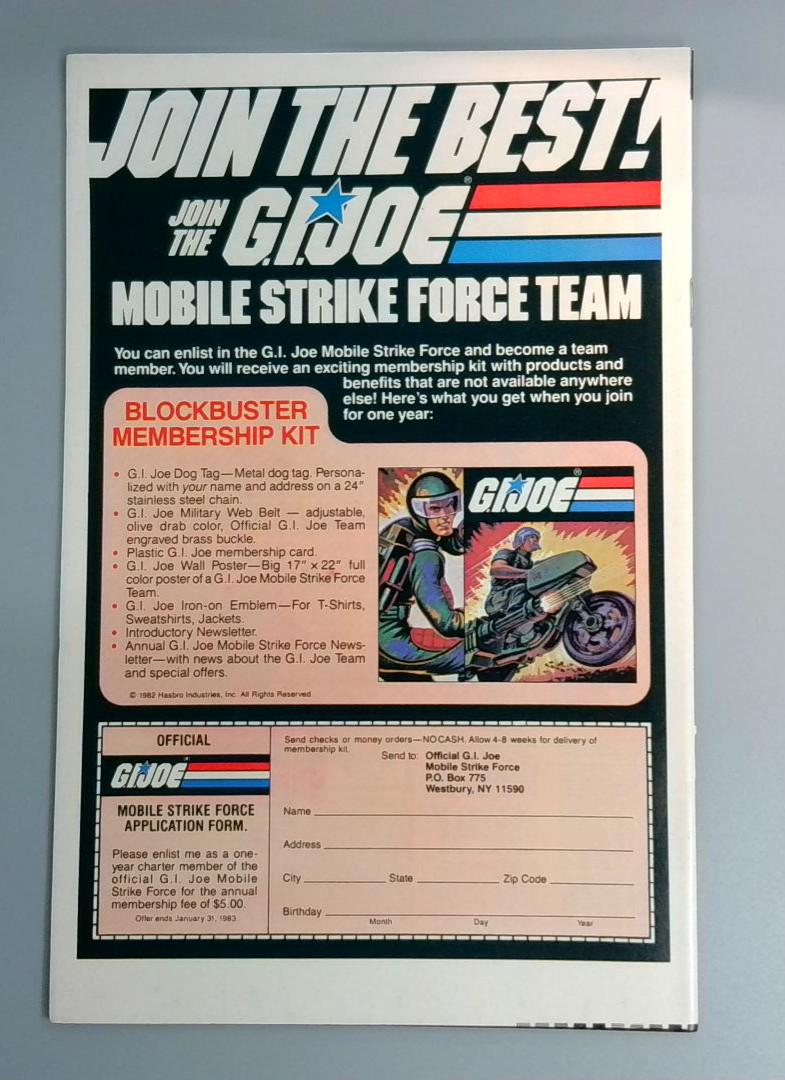 JOIN THE BEST!
JOIN
THE
G.I.JOE®
MOBILE STRIKE FORCE TEAM
You can enlist in the G.I. Joe Mobile Strike Force and become a team
member. You will receive an exciting membership kit with products and
benefits that are not available anywhere
else! Here's what you get when you join
for one year:
BLOCKBUSTER
MEMBERSHIP KIT
• G.I. Joe Dog Tag—Metal dog tag. Persona-
lized with your name and address on a 24"
stainless steel chain.
• G.I. Joe Military Web Belt — adjustable,
olive drab color, Official G.I. Joe Team
engraved brass buckle.
• Plastic G.I. Joe membership card.
• G.I. Joe Wall Poster—Big 17" x 22" full
color poster of a G.I. Joe Mobile Strike Force
Team.
• G.I. Joe Iron-on Emblem—For T-Shirts,
Sweatshirts, Jackets.
• Introductory Newsletter.
• Annual G.I. Joe Mobile Strike Force News-
letter—with news about the G.I. Joe Team
and special offers.
© 1982 Hasbro Industries, Inc. All Rights Reserved.
G.I.JOE®
OFFICIAL
G.I.JOE®
MOBILE STRIKE FORCE
APPLICATION FORM.
Please enlist me as a one-
year charter member of the
official G.I. Joe Mobile
Strike Force for the annual
membership fee of $5.00.
Offer ends January 31, 1983
Send checks or money orders—NO CASH. Allow 4-8 weeks for delivery of
membership kit.
Send to: Official G.I. Joe
Mobile Strike Force
P.O. Box 775
Westbury, NY 11590
Name
Address
City State Zip Code
Birthday
Month Day Year